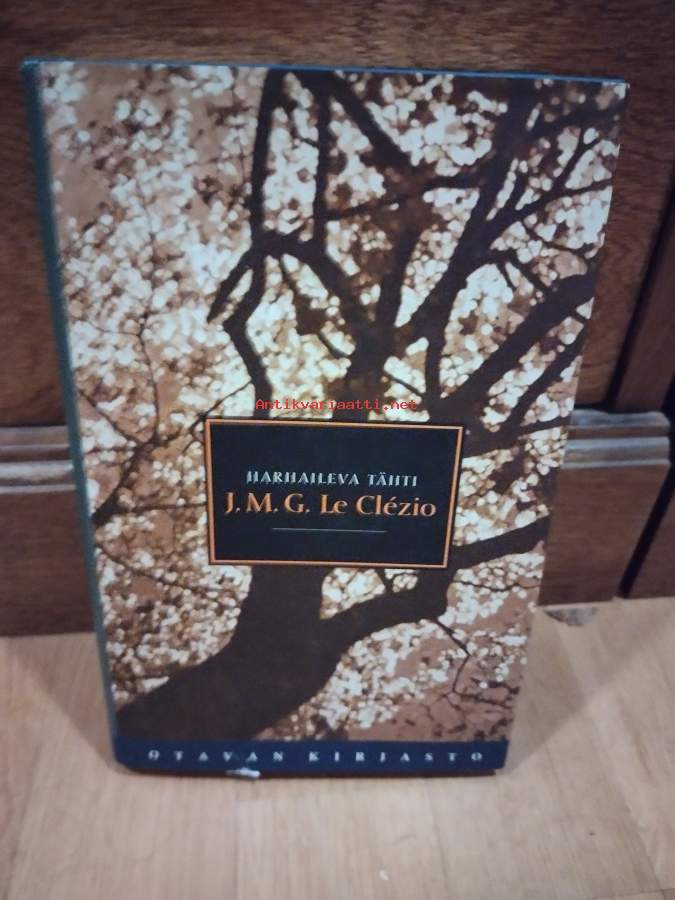 Antikvariaatti.net
HARHAILEVA TÄHTI
J. M. G. Le Clézio
OTAVAN KIRJASTO